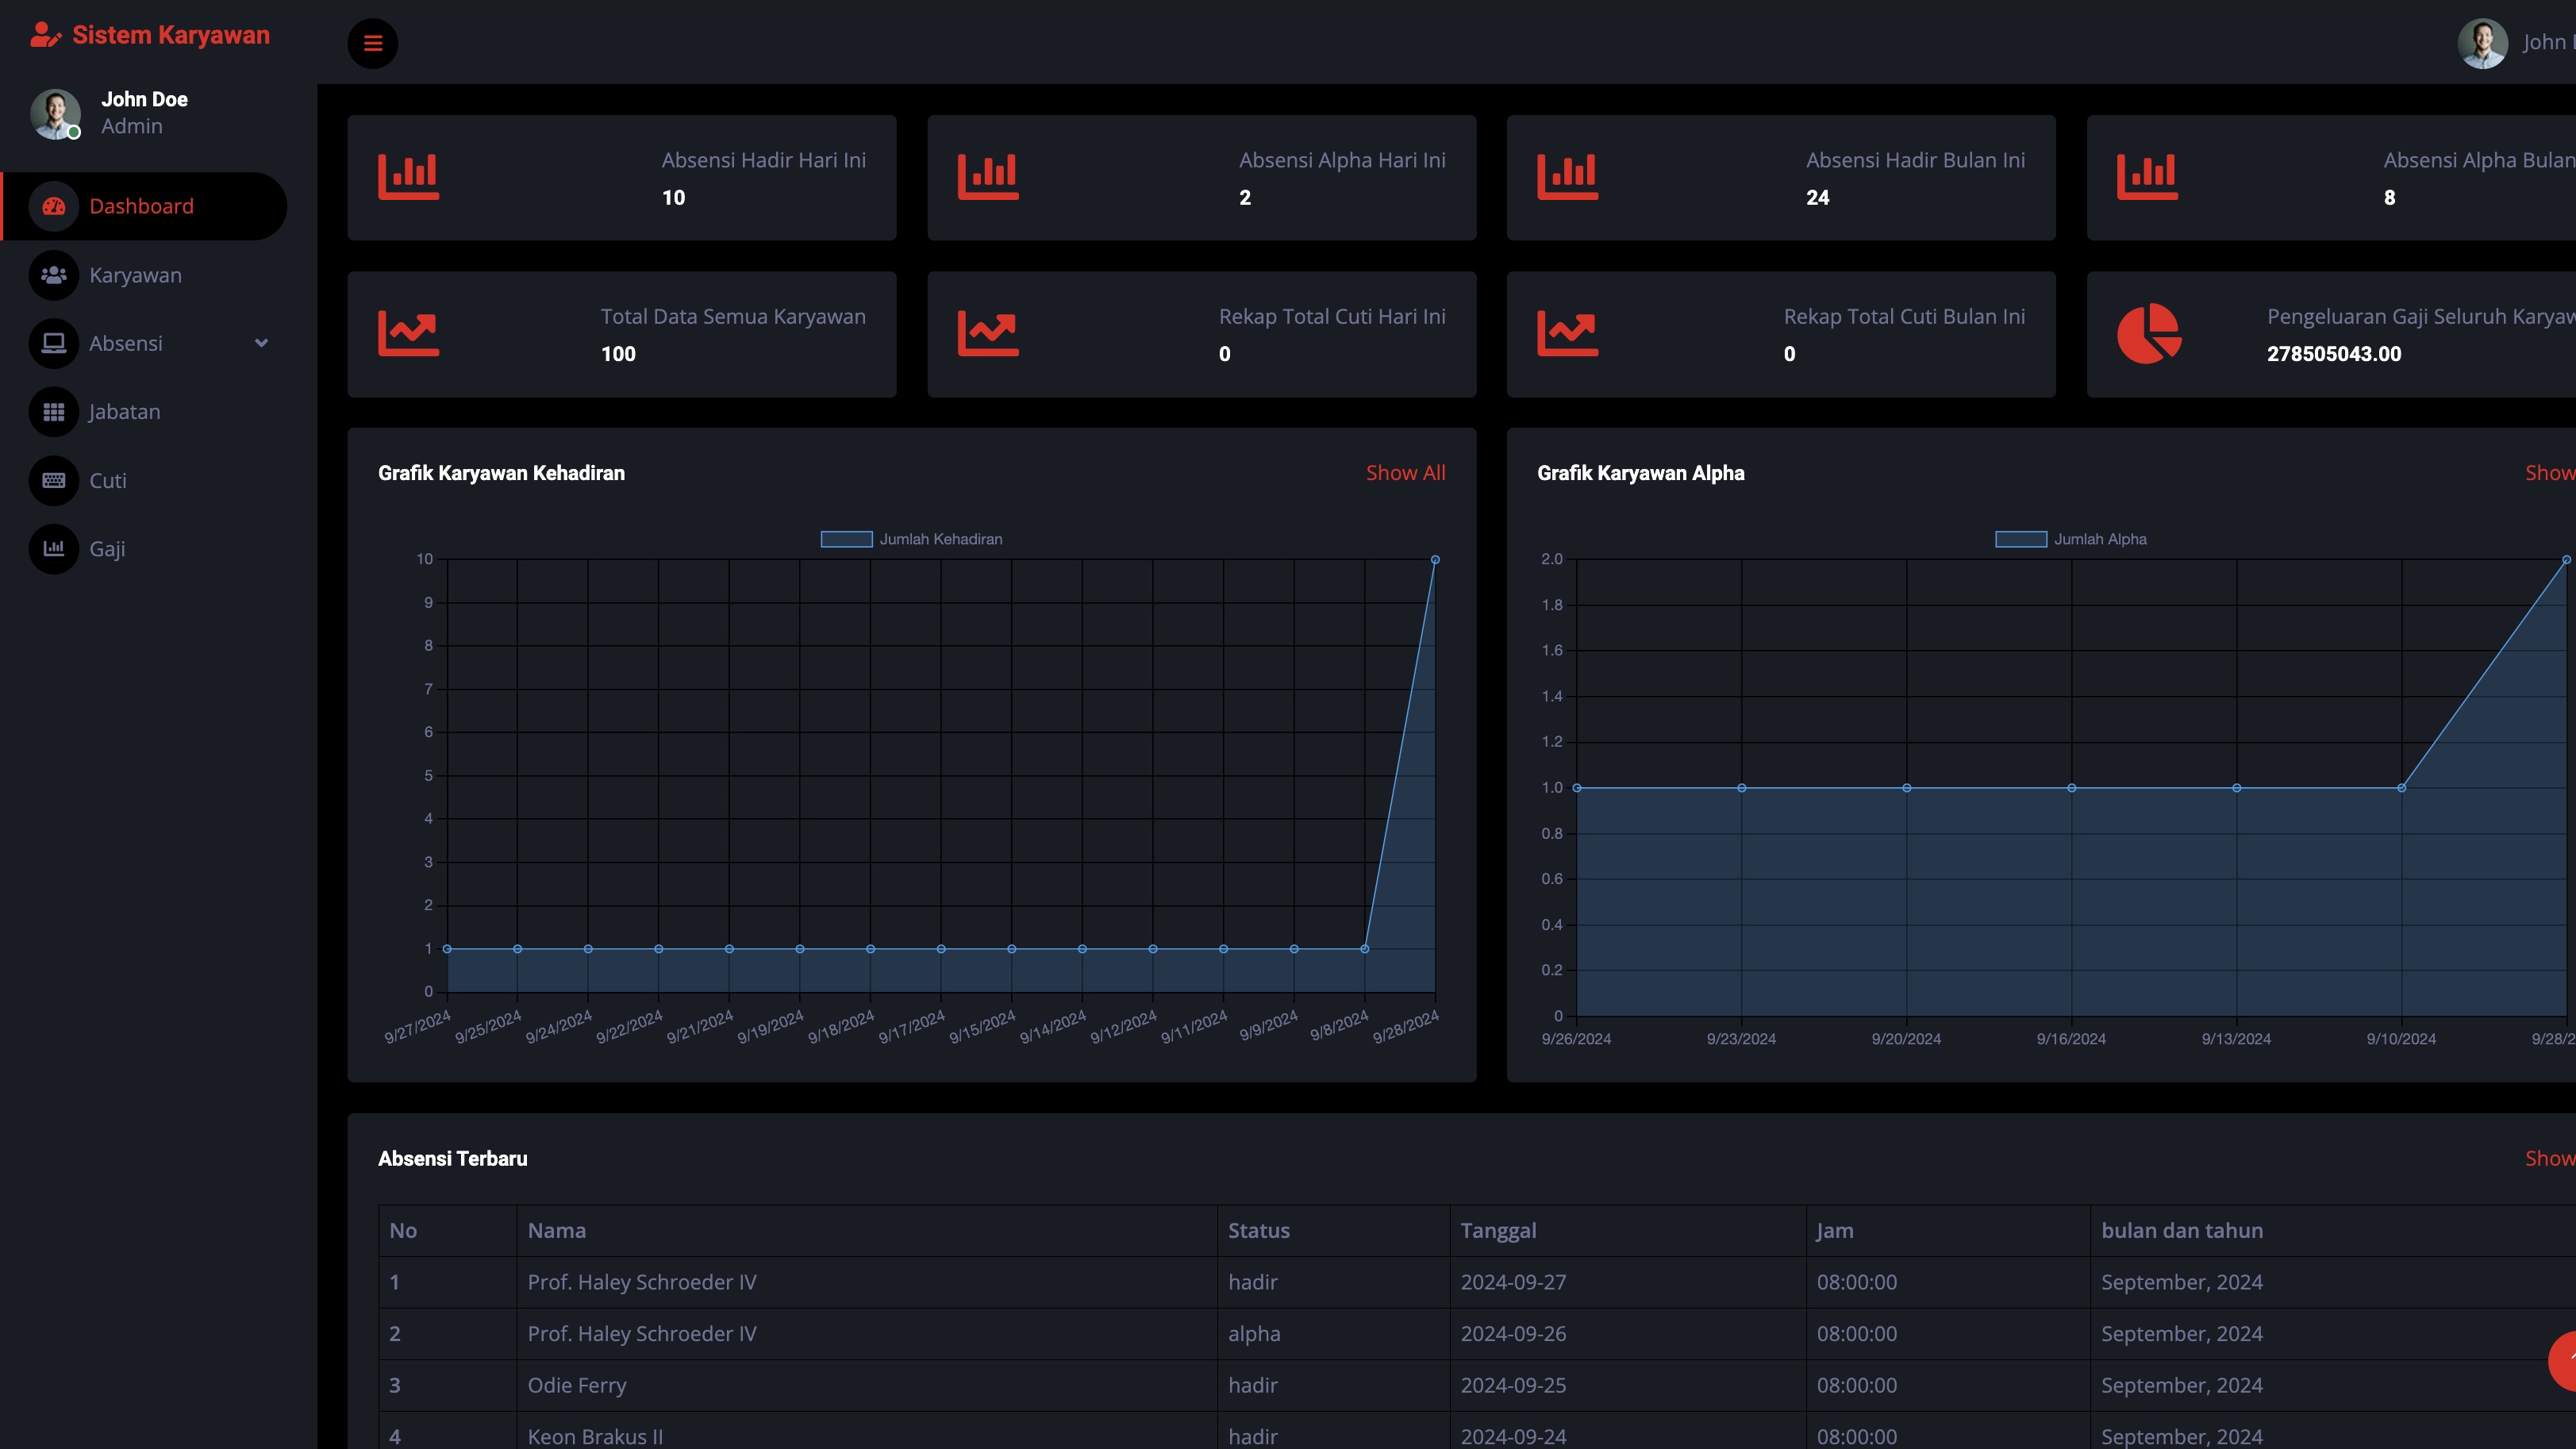 Sistem Karyawan
John
John Doe
Admin
Dashboard
Karyawan
Absensi
Jabatan
Cuti
Gaji
Absensi Hadir Hari Ini
10
Absensi Alpha Hari Ini
2
Absensi Hadir Bulan Ini
24
Absensi Alpha Bulan
8
Total Data Semua Karyawan
100
Rekap Total Cuti Hari Ini
0
Rekap Total Cuti Bulan Ini
0
Pengeluaran Gaji Seluruh
278505043.00
Grafik Karyawan Kehadiran
Show All
Jumlah Kehadiran
10
9
8
7
6
5
4
3
2
1
0
9/27/2024 9/25/2024 9/24/2024 9/22/2024 9/21/2024 9/19/2024 9/18/2024 9/17/2024 9/15/2024 9/14/2024 9/12/2024 9/11/2024 9/9/2024 9/8/2024 9/28/2024
Grafik Karyawan Alpha
Show
Jumlah Alpha
2.0
1.8
1.6
1.4
1.2
1.0
0.8
0.6
0.4
0.2
0
9/26/2024 9/23/2024 9/20/2024 9/16/2024 9/13/2024 9/10/2024 9/28/2
Absensi Terbaru
Show
No Nama Status Tanggal Jam bulan dan tahun
1 Prof. Haley Schroeder IV hadir 2024-09-27 08:00:00 September, 2024
2 Prof. Haley Schroeder IV alpha 2024-09-26 08:00:00 September, 2024
3 Odie Ferry hadir 2024-09-25 08:00:00 September, 2024
4 Keon Brakus II hadir 2024-09-24 08:00:00 September, 2024